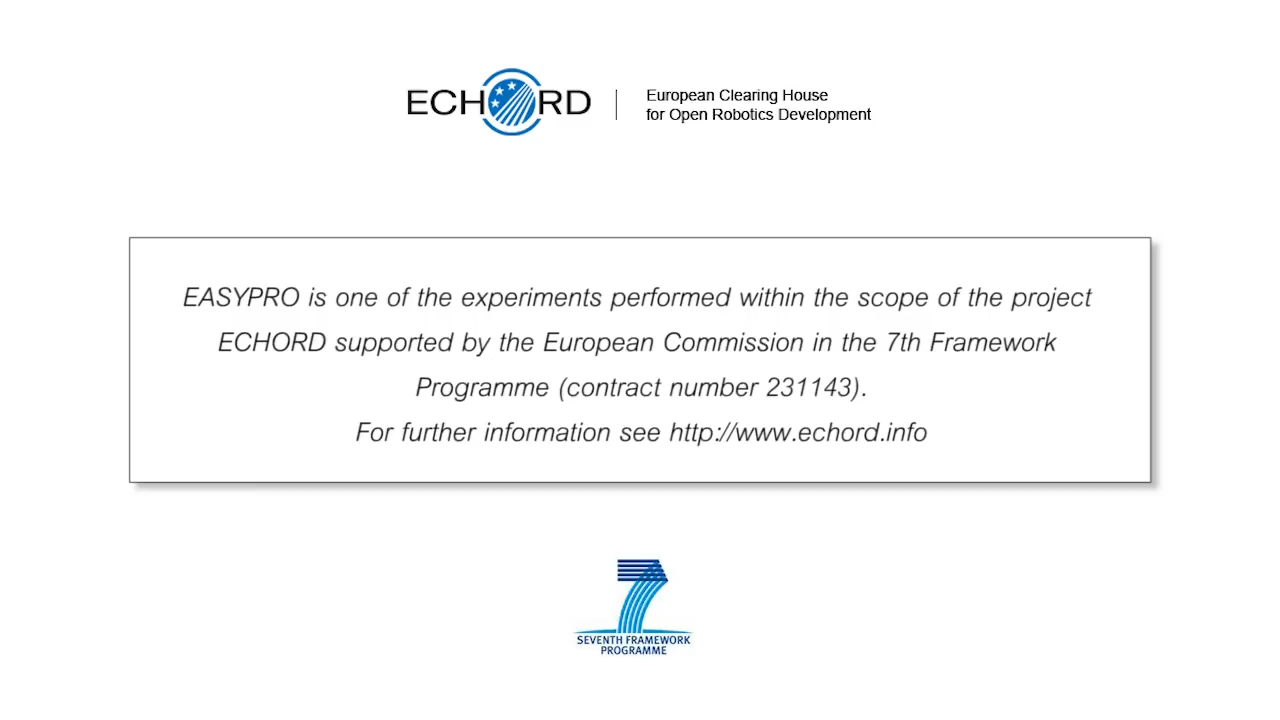 ECHORD
European Clearing House
for Open Robotics Development
EASYPRO is one of the experiments performed within the scope of the project
ECHORD supported by the European Commission in the 7th Framework
Programme (contract number 231143).
For further information see http://www.echord.info
7
SEVENTH FRAMEWORK
PROGRAMME